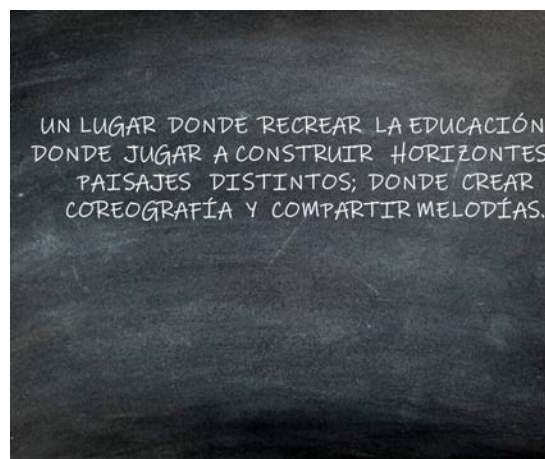 UN LUGAR DONDE RECREAR LA EDUCACIÓN
DONDE JUGAR A CONSTRUIR HORIZONTES
PAISAJES DISTINTOS; DONDE CREAR
COREOGRAFÍA Y COMPARTIR MELODÍAS.